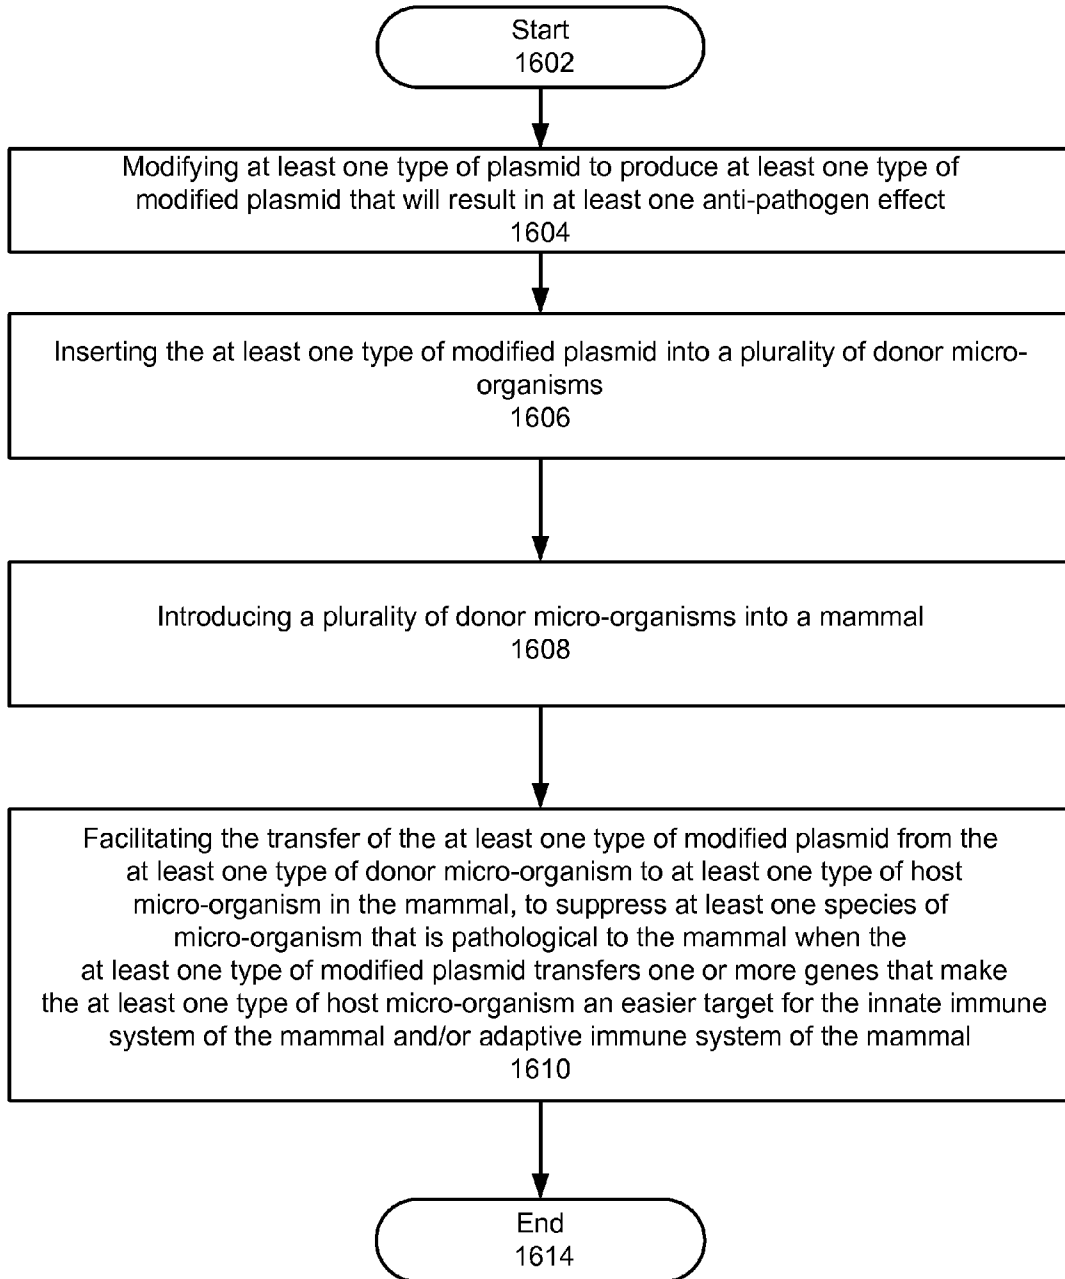 Start
1602
Modifying at least one type of plasmid to produce at least one type of
modified plasmid that will result in at least one anti-pathogen effect
1604
Inserting the at least one type of modified plasmid into a plurality of donor micro-
organisms
1606
Introducing a plurality of donor micro-organisms into a mammal
1608
Facilitating the transfer of the at least one type of modified plasmid from the
at least one type of donor micro-organism to at least one type of host
micro-organism in the mammal, to suppress at least one species of
micro-organism that is pathological to the mammal when the
at least one type of modified plasmid transfers one or more genes that make
the at least one type of host micro-organism an easier target for the innate immune
system of the mammal and/or adaptive immune system of the mammal
1610
End
1614